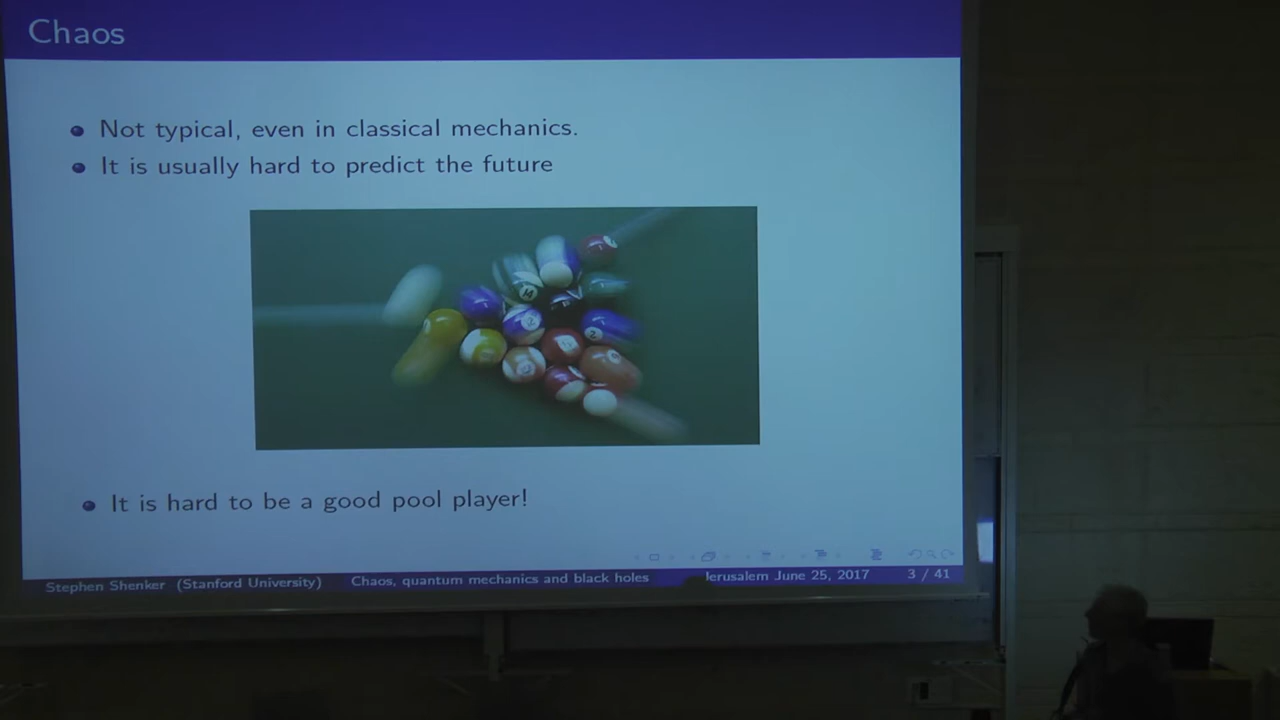 Chaos
Not typical, even in classical mechanics.
It is usually hard to predict the future
It is hard to be a good pool player!
Stephen Shenker (Stanford University) Chaos, quantum mechanics and black holes Jerusalem June 25, 2017 3 / 41